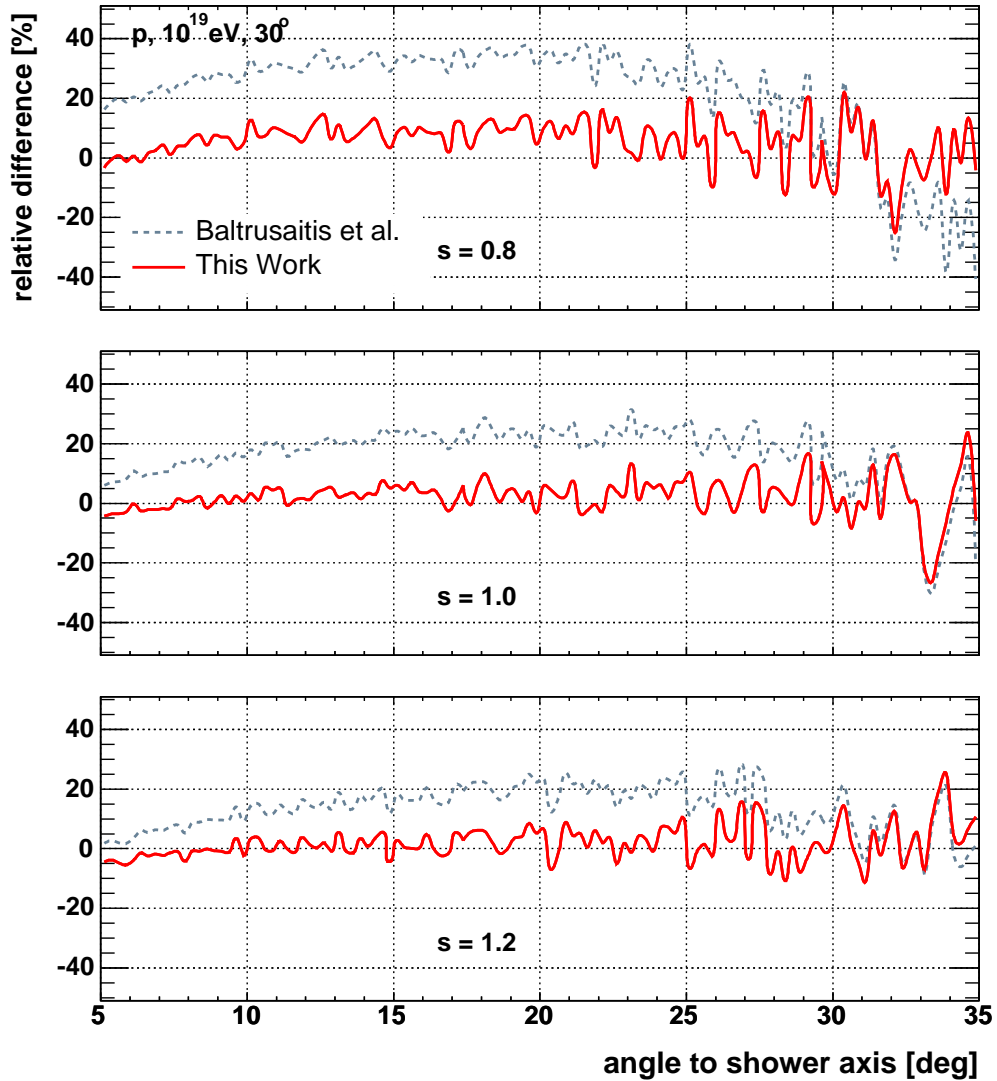 relative difference [%]
p, 10¹⁹eV, 30°
40
20
0
-20
-40
Baltrusaitis et al.
This Work
s = 0.8
40
20
0
-20
-40
s = 1.0
40
20
0
-20
-40
s = 1.2
5 10 15 20 25 30 35
angle to shower axis [deg]